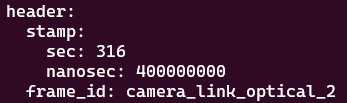 header:
  stamp:
    sec: 316
    nanosec: 400000000
  frame_id: camera_link_optical_2